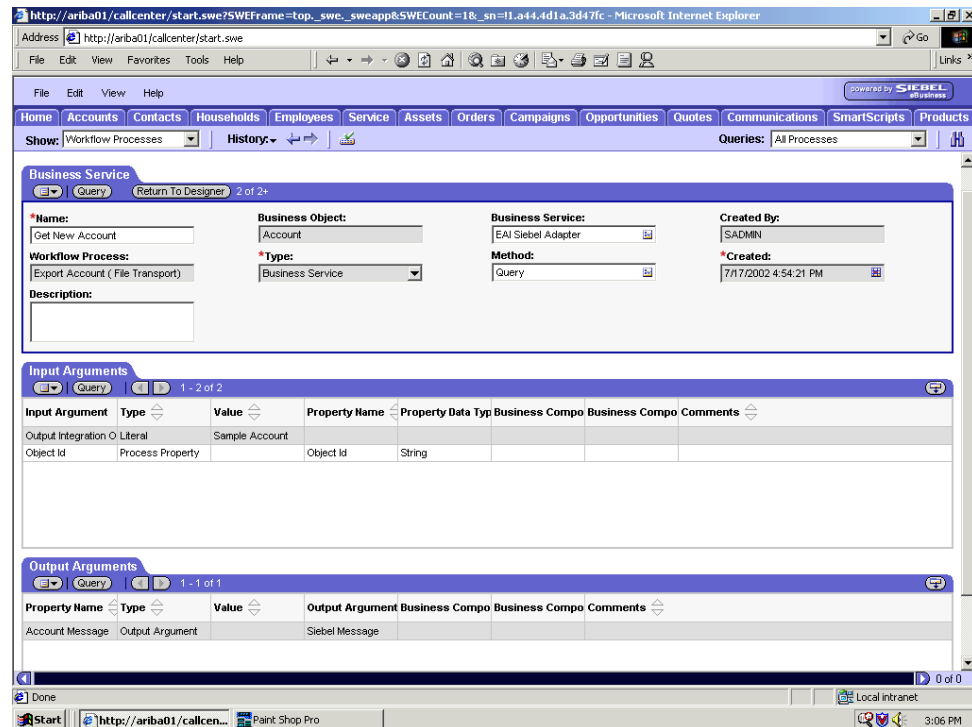 http://ariba01/callcenter/start.swe?SWEFrame=top._swe._sweapp&SWECount=1&_sn=!1.a44.4d1a.3d47fc - Microsoft Internet Explorer
Address http://ariba01/callcenter/start.swe Go
File Edit View Favorites Tools Help Links »
File Edit View Help powered by SIEBEL eBusiness
Home Accounts Contacts Households Employees Service Assets Orders Campaigns Opportunities Quotes Communications SmartScripts Products
Show: Workflow Processes History: Queries: All Processes
Business Service
Query Return To Designer 2 of 2+
*Name: Business Object: Business Service: Created By:
Get New Account Account EAI Siebel Adapter SADMIN
Workflow Process: *Type: Method: *Created:
Export Account ( File Transport) Business Service Query 7/17/2002 4:54:21 PM
Description:
Input Arguments
Query 1 - 2 of 2
Input Argument Type Value Property Name Property Data Typ Business Compo Business Compo Comments
Output Integration O Literal Sample Account
Object Id Process Property Object Id String
Output Arguments
Query 1 - 1 of 1
Property Name Type Value Output Argument Business Compo Business Compo Comments
Account Message Output Argument Siebel Message
0 of 0
Done Local intranet
Start http://ariba01/callcen... Paint Shop Pro 3:06 PM